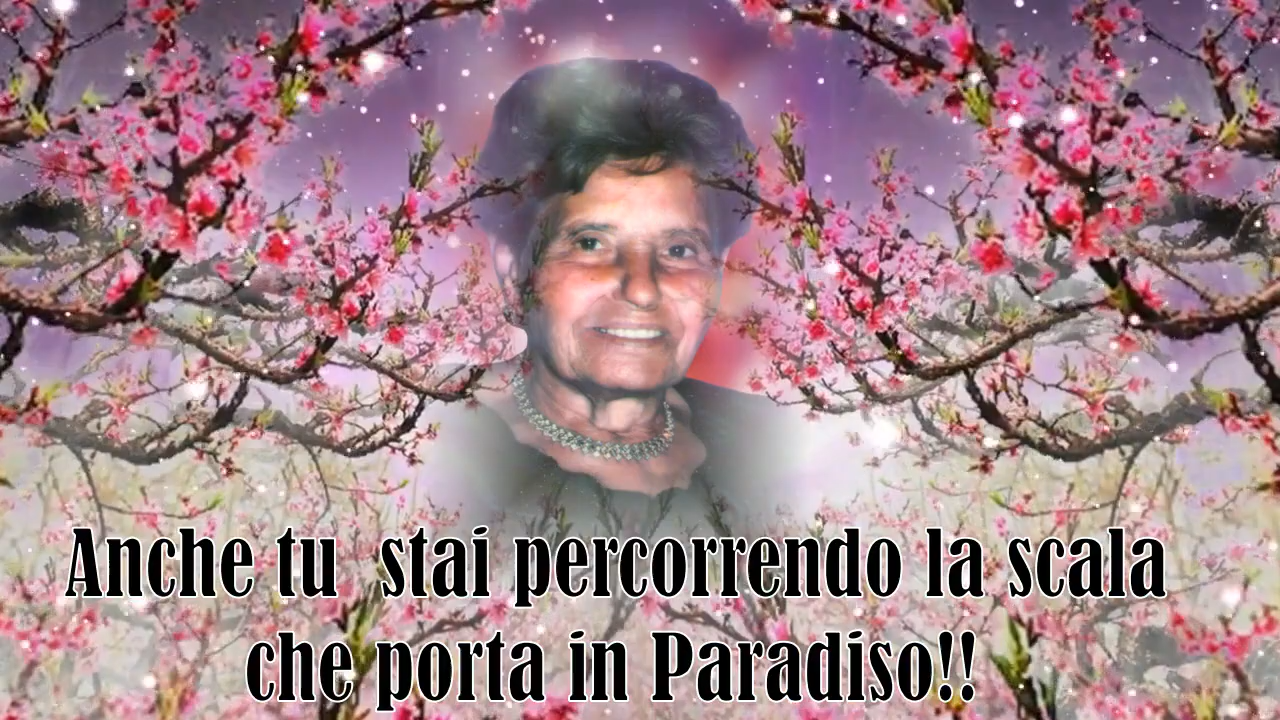 Anche tu stai percorrendo la scala
che porta in Paradiso!!